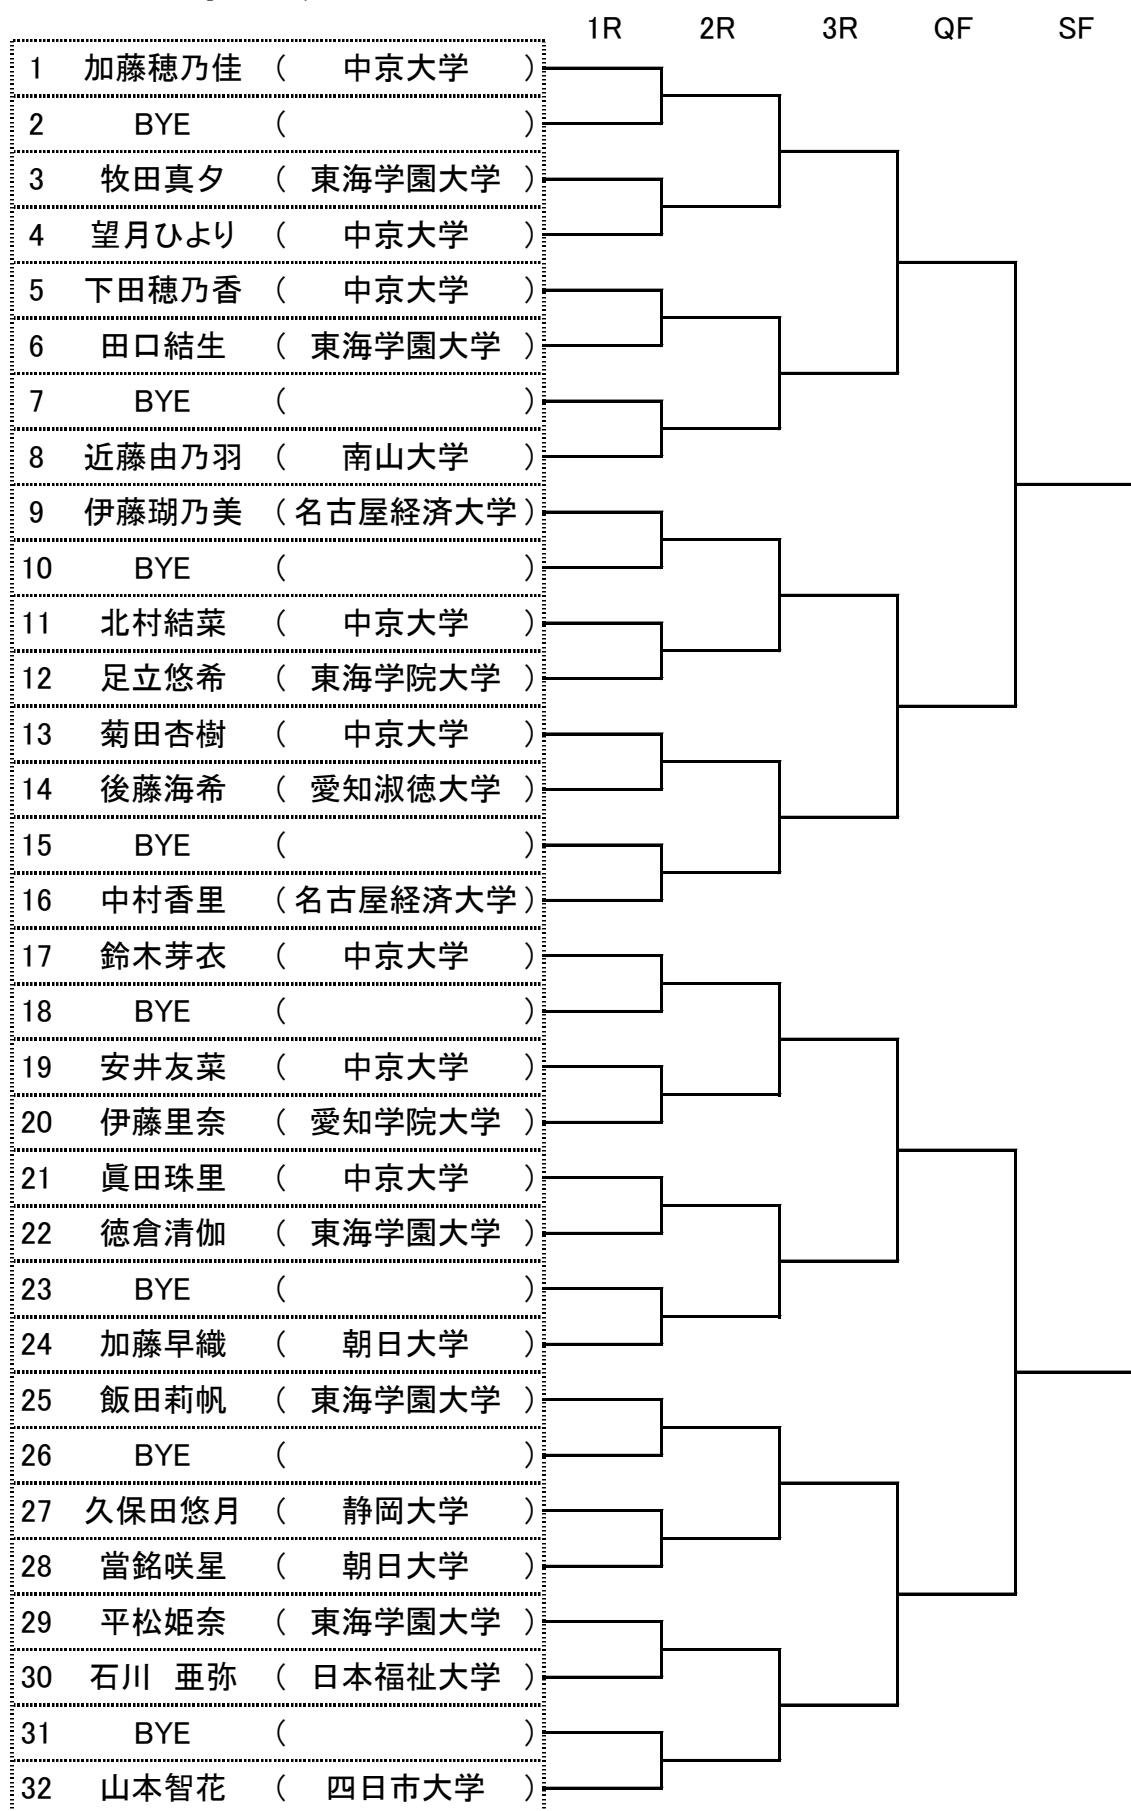 1R 2R 3R QF SF
1 加藤穂乃佳 ( 中京大学 )
2 BYE ( )
3 牧田真夕 ( 東海学園大学 )
4 望月ひより ( 中京大学 )
5 下田穂乃香 ( 中京大学 )
6 田口結生 ( 東海学園大学 )
7 BYE ( )
8 近藤由乃羽 ( 南山大学 )
9 伊藤瑚乃美 ( 名古屋経済大学 )
10 BYE ( )
11 北村結菜 ( 中京大学 )
12 足立悠希 ( 東海学院大学 )
13 菊田杏樹 ( 中京大学 )
14 後藤海希 ( 愛知淑徳大学 )
15 BYE ( )
16 中村香里 ( 名古屋経済大学 )
17 鈴木芽衣 ( 中京大学 )
18 BYE ( )
19 安井友菜 ( 中京大学 )
20 伊藤里奈 ( 愛知学院大学 )
21 眞田珠里 ( 中京大学 )
22 徳倉清伽 ( 東海学園大学 )
23 BYE ( )
24 加藤早織 ( 朝日大学 )
25 飯田莉帆 ( 東海学園大学 )
26 BYE ( )
27 久保田悠月 ( 静岡大学 )
28 當銘咲星 ( 朝日大学 )
29 平松姫奈 ( 東海学園大学 )
30 石川 亜弥 ( 日本福祉大学 )
31 BYE ( )
32 山本智花 ( 四日市大学 )